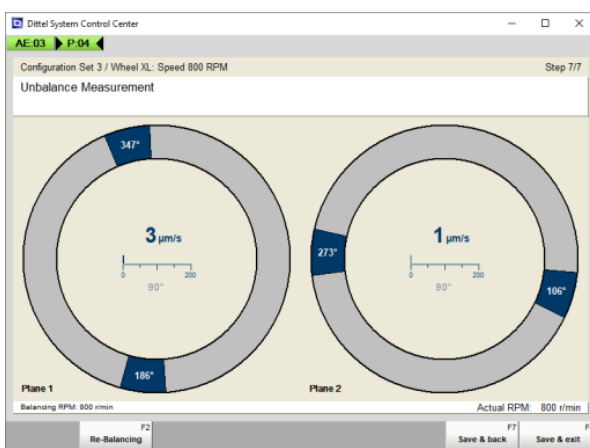 Dittel System Control Center
AE:03 P:04
Configuration Set 3 / Wheel XL: Speed 800 RPM Step 7/7
Unbalance Measurement
347°
3 µm/s
0 200
90°
186°
Plane 1
273°
1 µm/s
0 200
90°
106°
Plane 2
Balancing RPM: 800 r/min Actual RPM: 800 r/min
F2
Re-Balancing
F7
Save & back
F
Save & exit